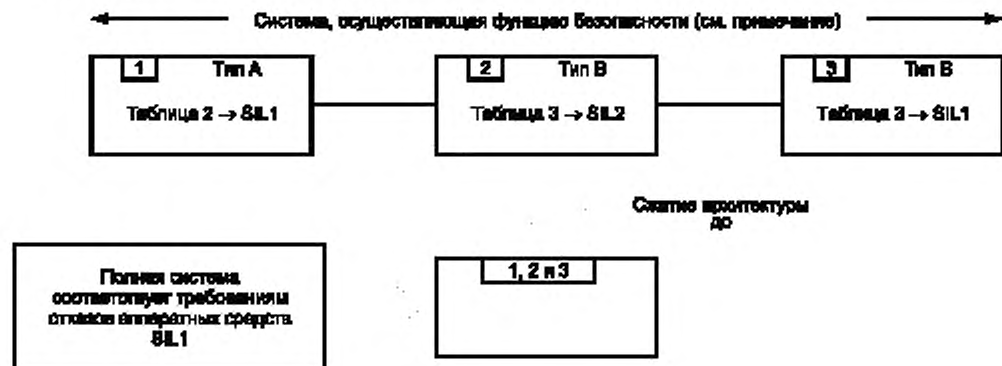 Система, осуществляющая функцию безопасности (см. примечание)
1 Тип A
Таблица 2 → SIL1
2 Тип B
Таблица 3 → SIL2
3 Тип B
Таблица 3 → SIL1
Сжатие архитектуры
до
Полная система
соответствует требованиям
отказов аппаратных средств
SIL1
1, 2 и 3